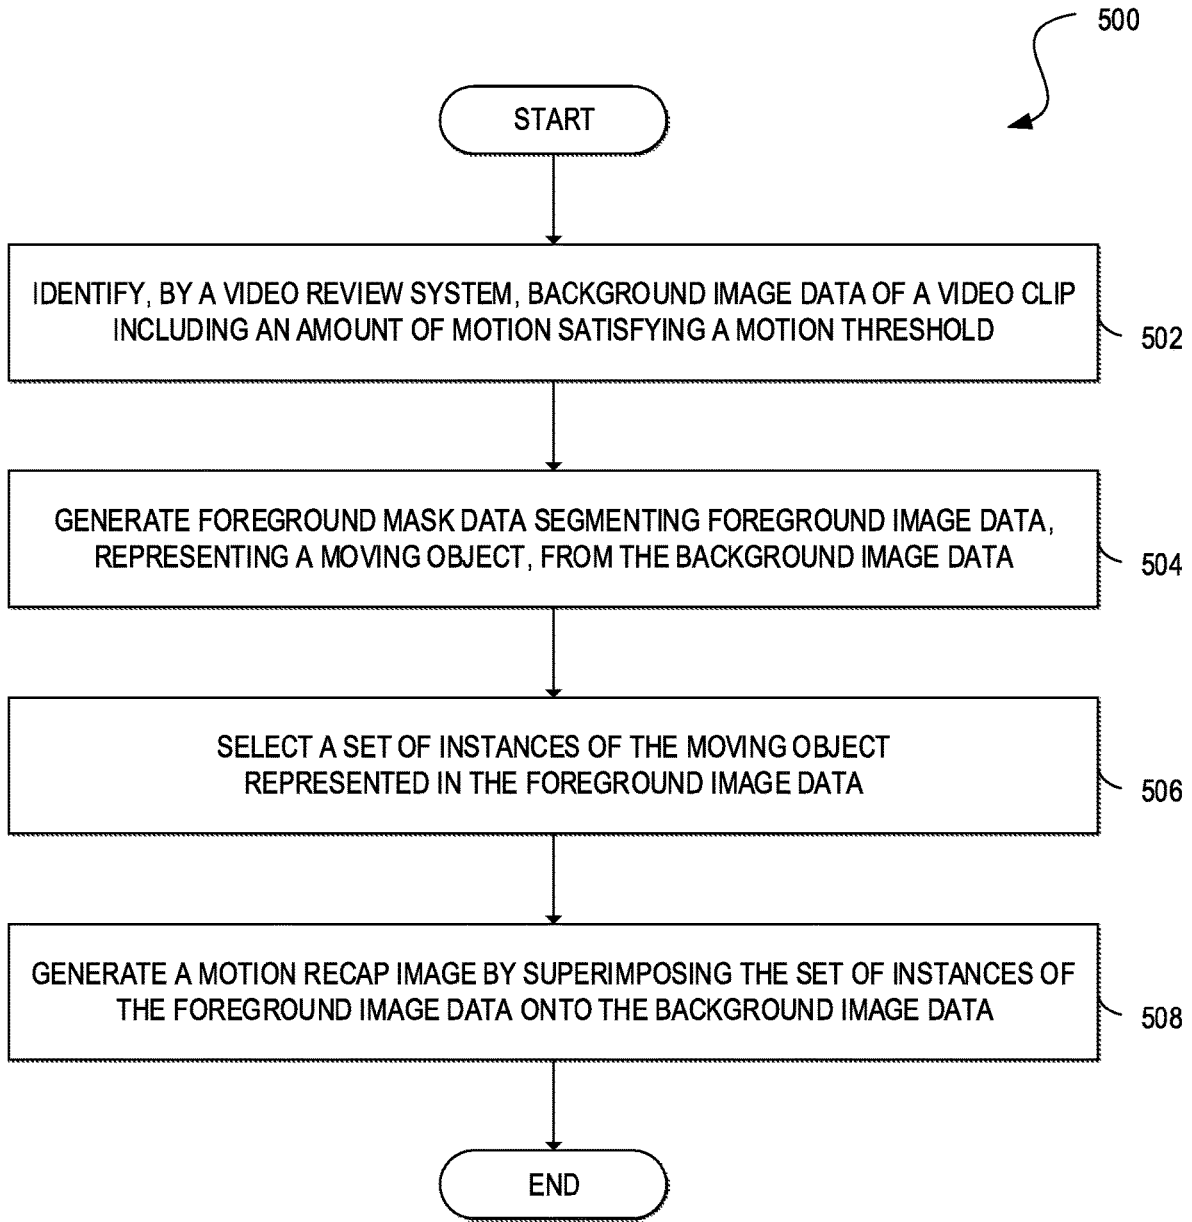 500
START
IDENTIFY, BY A VIDEO REVIEW SYSTEM, BACKGROUND IMAGE DATA OF A VIDEO CLIP
INCLUDING AN AMOUNT OF MOTION SATISFYING A MOTION THRESHOLD
502
GENERATE FOREGROUND MASK DATA SEGMENTING FOREGROUND IMAGE DATA,
REPRESENTING A MOVING OBJECT, FROM THE BACKGROUND IMAGE DATA
504
SELECT A SET OF INSTANCES OF THE MOVING OBJECT
REPRESENTED IN THE FOREGROUND IMAGE DATA
506
GENERATE A MOTION RECAP IMAGE BY SUPERIMPOSING THE SET OF INSTANCES OF
THE FOREGROUND IMAGE DATA ONTO THE BACKGROUND IMAGE DATA
508
END